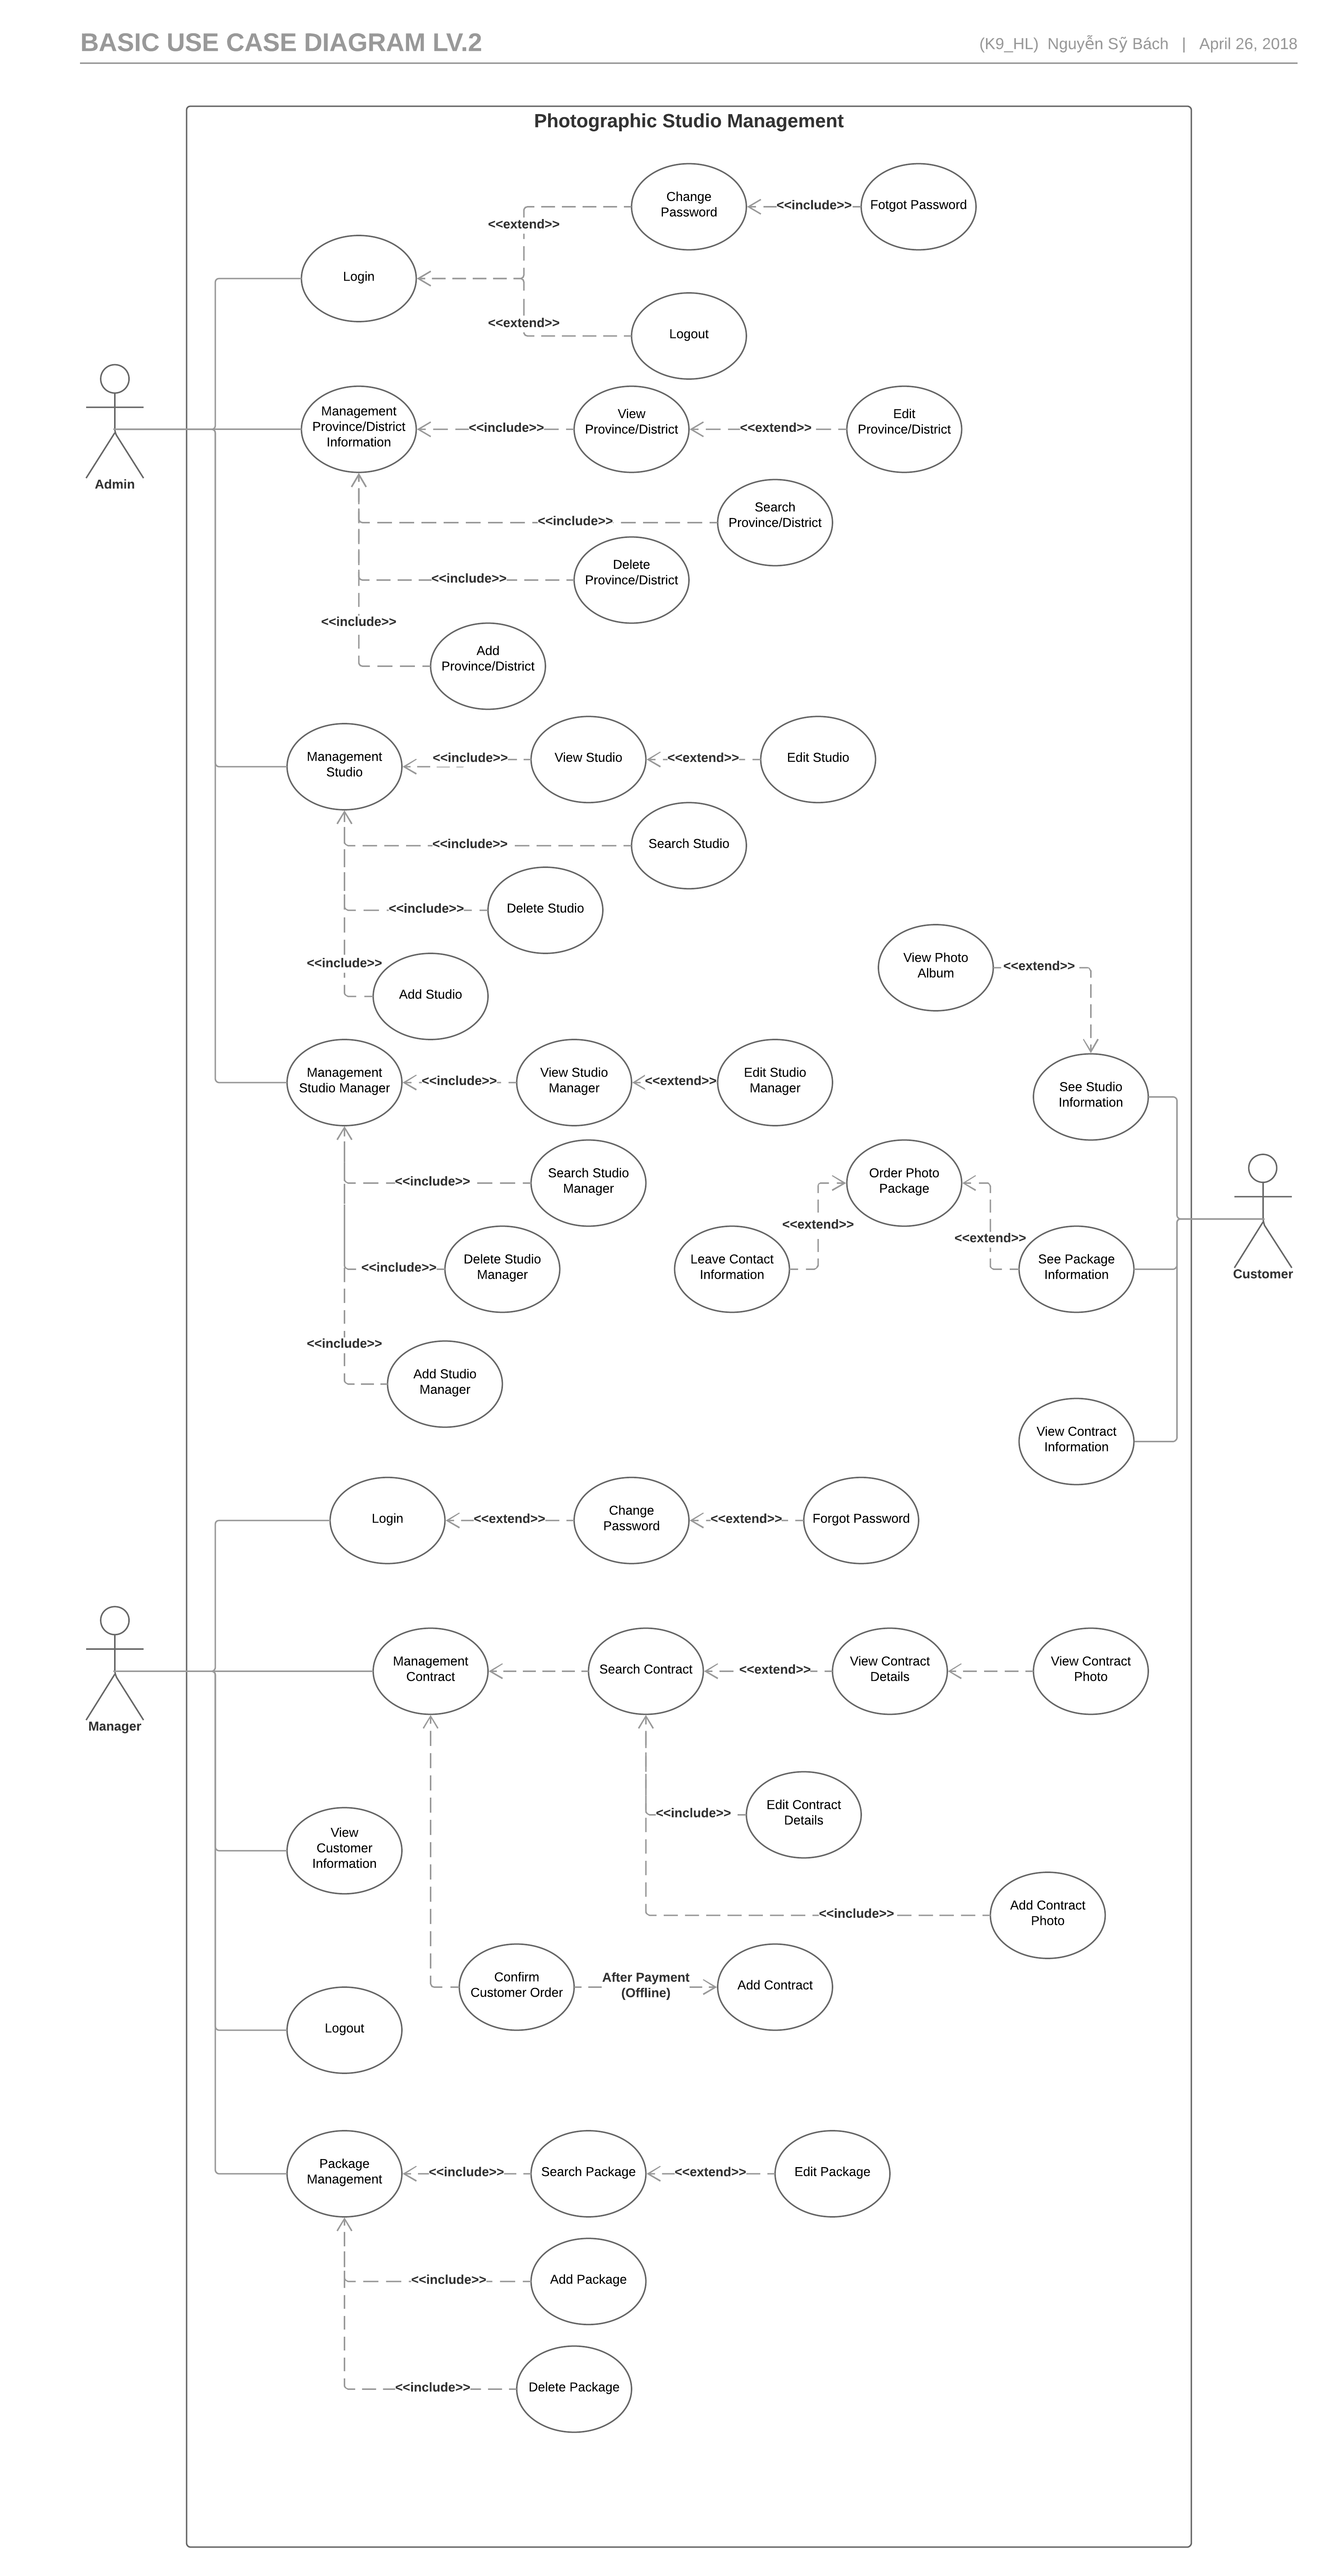 BASIC USE CASE DIAGRAM LV.2
(K9_HL)  Nguyễn Sỹ Bách   |   April 26, 2018
Photographic Studio Management
Change
Password
<<include>>
Fotgot Password
<<extend>>
Login
<<extend>>
Logout
Admin
Management
Province/District
Information
<<include>>
View
Province/District
<<extend>>
Edit
Province/District
<<include>>
Search
Province/District
<<include>>
Delete
Province/District
<<include>>
Add
Province/District
Management
Studio
<<include>>
View Studio
<<extend>>
Edit Studio
<<include>>
Search Studio
<<include>>
Delete Studio
<<include>>
Add Studio
View Photo
Album
<<extend>>
Management
Studio Manager
<<include>>
View Studio
Manager
<<extend>>
Edit Studio
Manager
See Studio
Information
<<include>>
Search Studio
Manager
Order Photo
Package
<<extend>>
<<extend>>
Customer
<<include>>
Delete Studio
Manager
Leave Contact
Information
See Package
Information
<<include>>
Add Studio
Manager
View Contract
Information
Login
<<extend>>
Change
Password
<<extend>>
Forgot Password
Manager
Management
Contract
Search Contract
<<extend>>
View Contract
Details
View Contract
Photo
<<include>>
Edit Contract
Details
View
Customer
Information
<<include>>
Add Contract
Photo
Confirm
Customer Order
After Payment
(Offline)
Add Contract
Logout
Package
Management
<<include>>
Search Package
<<extend>>
Edit Package
<<include>>
Add Package
<<include>>
Delete Package